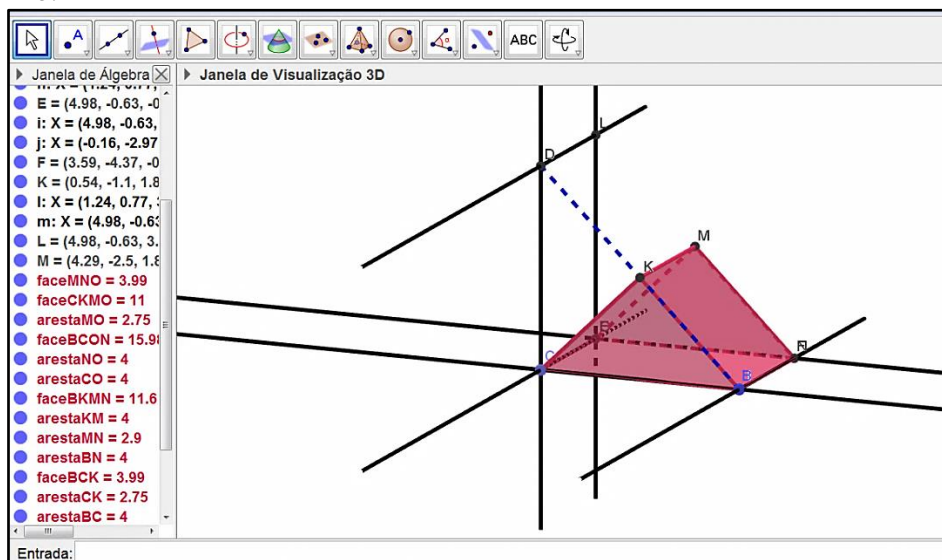 A
ABC
Janela de Álgebra
Janela de Visualização 3D
E = (4.98, -0.63, -0
i: X = (4.98, -0.63,
j: X = (-0.16, -2.97
F = (3.59, -4.37, -0
K = (0.54, -1.1, 1.8
l: X = (1.24, 0.77,
m: X = (4.98, -0.63
L = (4.98, -0.63, 3.
M = (4.29, -2.5, 1.8
faceMNO = 3.99
faceCKMO = 11
arestaMO = 2.75
faceBCON = 15.98
arestaNO = 4
arestaCO = 4
faceBKMN = 11.6
arestaKM = 4
arestaMN = 2.9
arestaBN = 4
faceBCK = 3.99
arestaCK = 2.75
arestaBC = 4
L
D
M
K
C
B
Entrada: